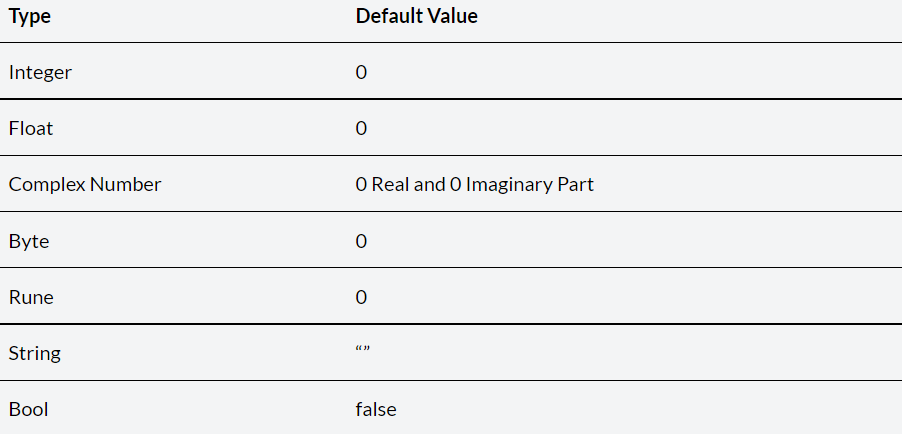 Type Default Value
Integer 0
Float 0
Complex Number 0 Real and 0 Imaginary Part
Byte 0
Rune 0
String “”
Bool false